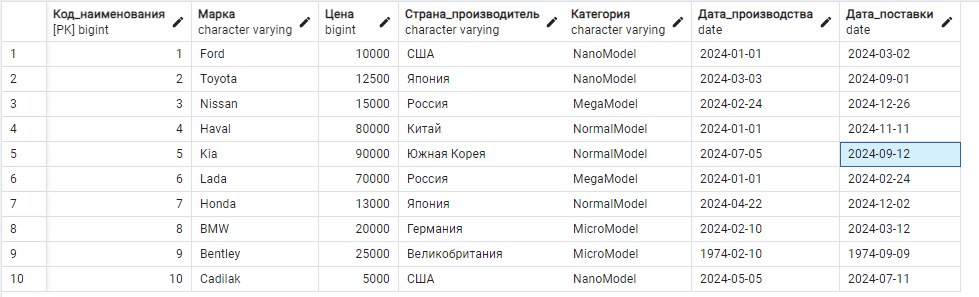 Код_наименования Марка Цена Страна_производитель Категория Дата_производства Дата_поставки
[PK] bigint character varying bigint character varying character varying date date
1 1 Ford 10000 США NanoModel 2024-01-01 2024-03-02
2 2 Toyota 12500 Япония NanoModel 2024-03-03 2024-09-01
3 3 Nissan 15000 Россия MegaModel 2024-02-24 2024-12-26
4 4 Haval 80000 Китай NormalModel 2024-01-01 2024-11-11
5 5 Kia 90000 Южная Корея NormalModel 2024-07-05 2024-09-12
6 6 Lada 70000 Россия MegaModel 2024-01-01 2024-02-24
7 7 Honda 13000 Япония NormalModel 2024-04-22 2024-12-02
8 8 BMW 20000 Германия MicroModel 2024-02-10 2024-03-12
9 9 Bentley 25000 Великобритания MicroModel 1974-02-10 1974-09-09
10 10 Cadilak 5000 США NanoModel 2024-05-05 2024-07-11